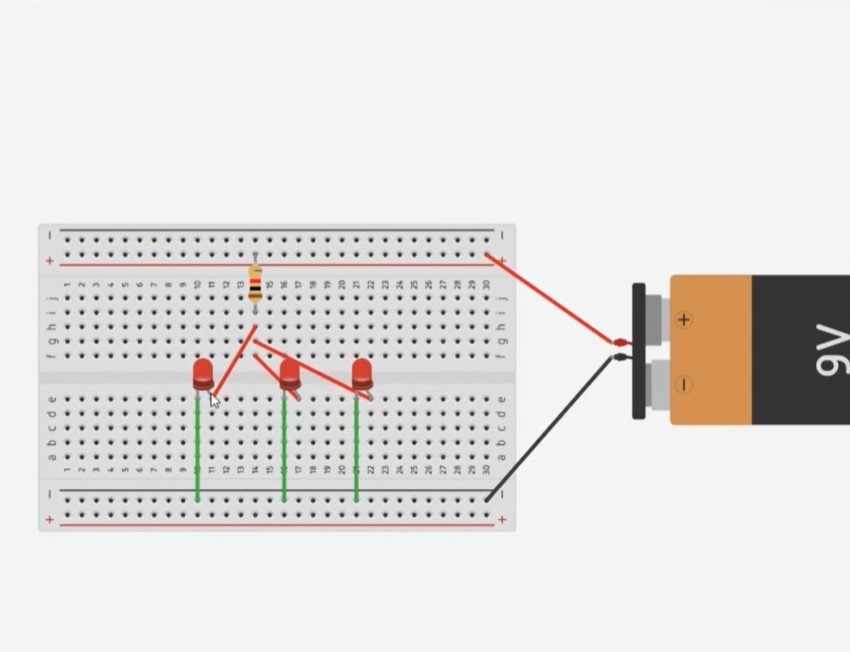 − −
+ +
1 2 3 4 5 6 7 8 9 10 11 12 13 14 15 16 17 18 19 20 21 22 23 24 25 26 27 28 29 30
j j
i i
h h
g g
f f
+
9V
−
e e
d d
c c
b b
a a
1 2 3 4 5 6 7 8 9 10 11 12 13 14 15 16 17 18 19 20 21 22 23 24 25 26 27 28 29 30
− −
+ +